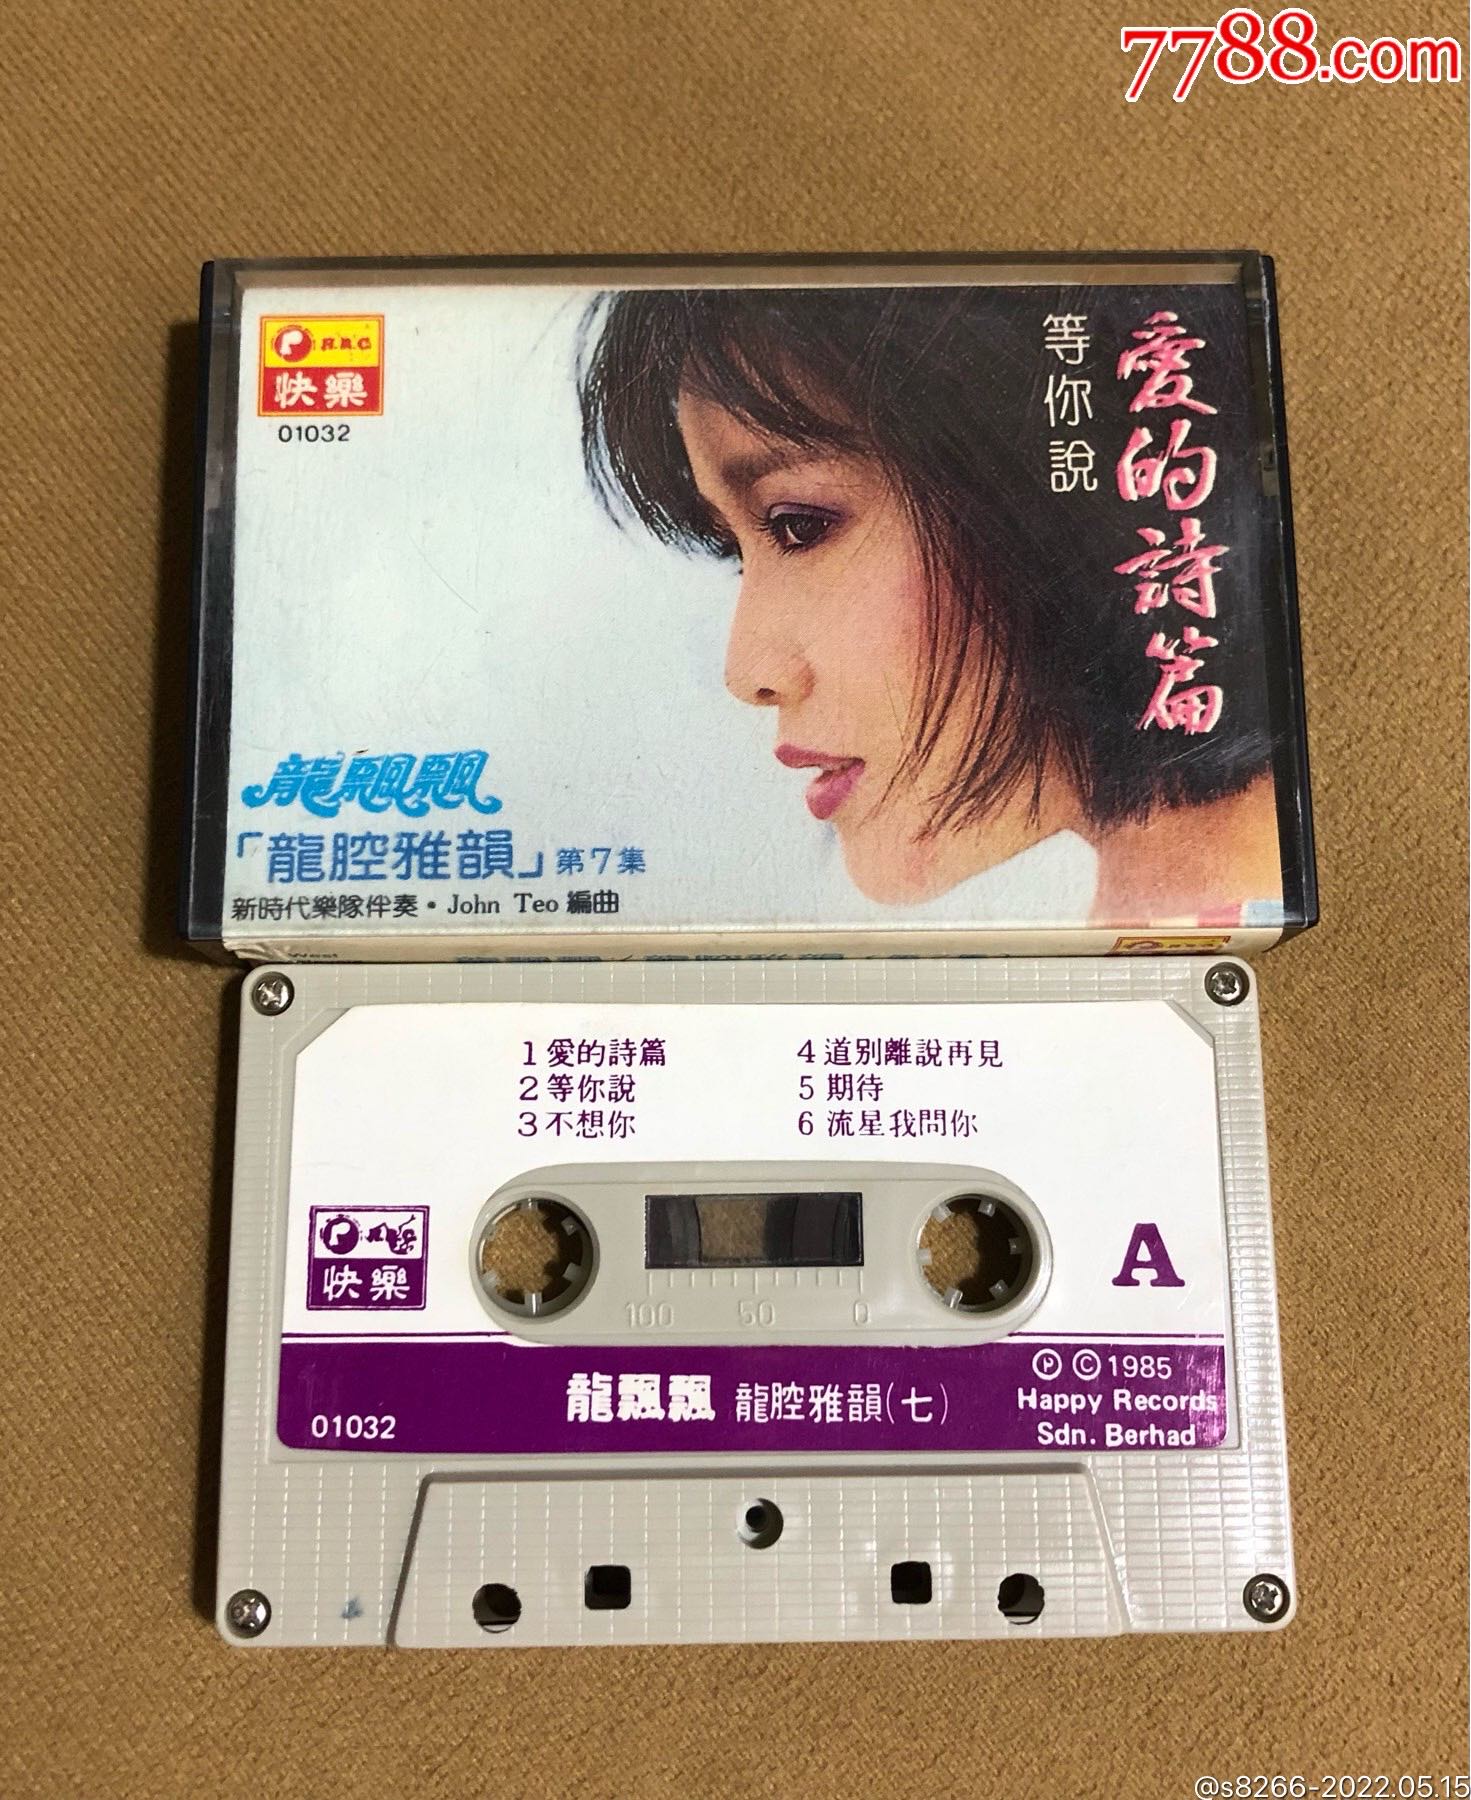 7788.com
H.R.C
快樂
01032
愛的詩篇
等你說
龍飄飄
「龍腔雅韻」第7集
新時代樂隊伴奏•John Teo 編曲
West
1 愛的詩篇
2 等你說
3 不想你
4 道别離說再見
5 期待
6 流星我問你
快樂
A
100 50 0
℗ © 1985
Happy Records
Sdn. Berhad
龍飄飄 龍腔雅韻(七)
01032
@s8266-2022.05.15